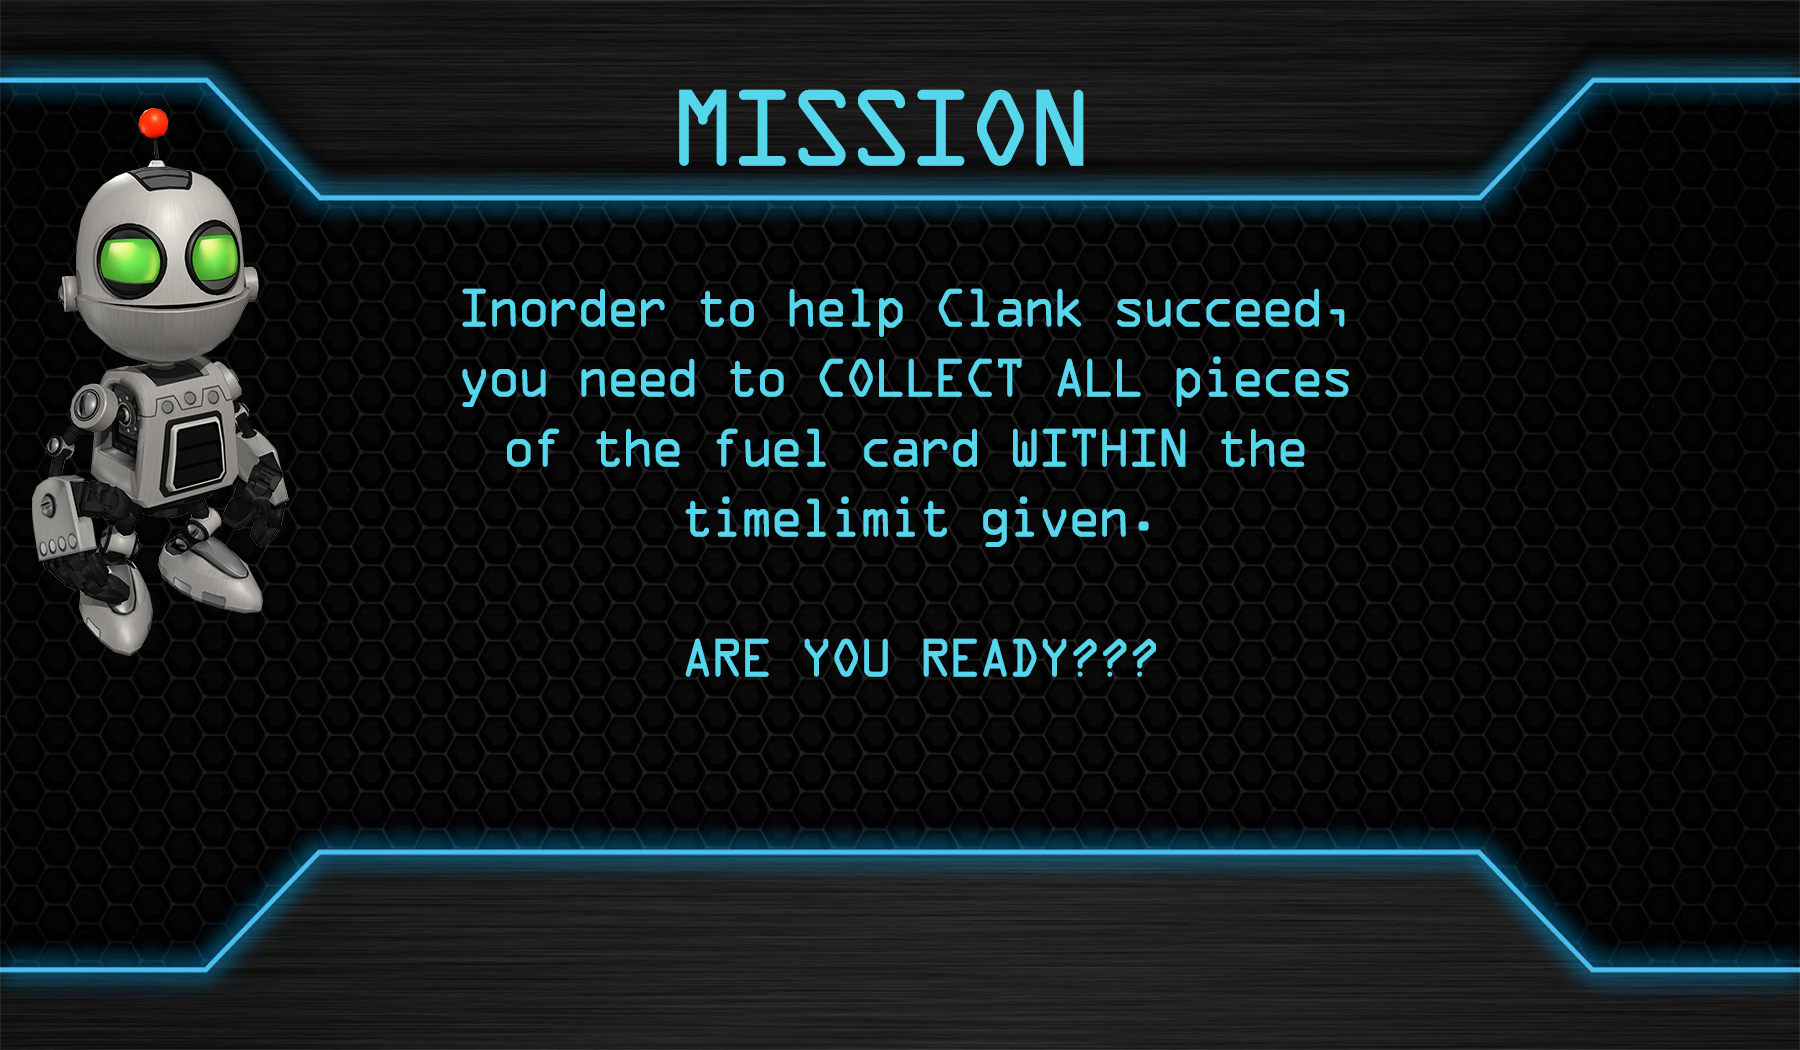 MISSION
Inorder to help Clank succeed,
you need to COLLECT ALL pieces
of the fuel card WITHIN the
timelimit given.
ARE YOU READY???